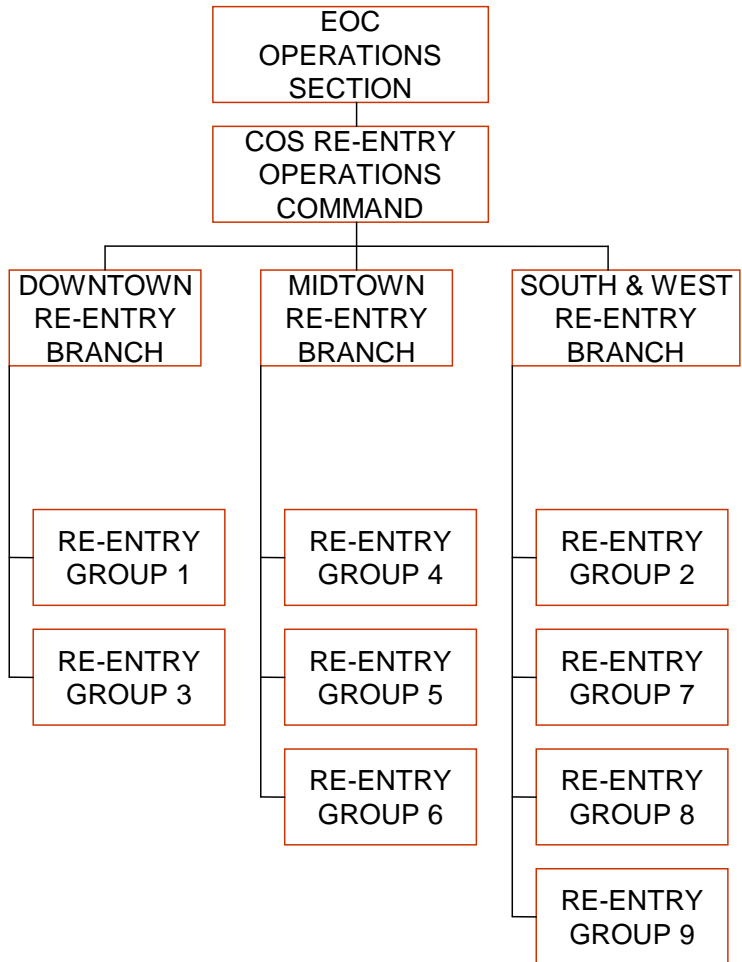 EOC
OPERATIONS
SECTION
COS RE-ENTRY
OPERATIONS
COMMAND
DOWNTOWN
RE-ENTRY
BRANCH
MIDTOWN
RE-ENTRY
BRANCH
SOUTH & WEST
RE-ENTRY
BRANCH
RE-ENTRY
GROUP 1
RE-ENTRY
GROUP 3
RE-ENTRY
GROUP 4
RE-ENTRY
GROUP 5
RE-ENTRY
GROUP 6
RE-ENTRY
GROUP 2
RE-ENTRY
GROUP 7
RE-ENTRY
GROUP 8
RE-ENTRY
GROUP 9